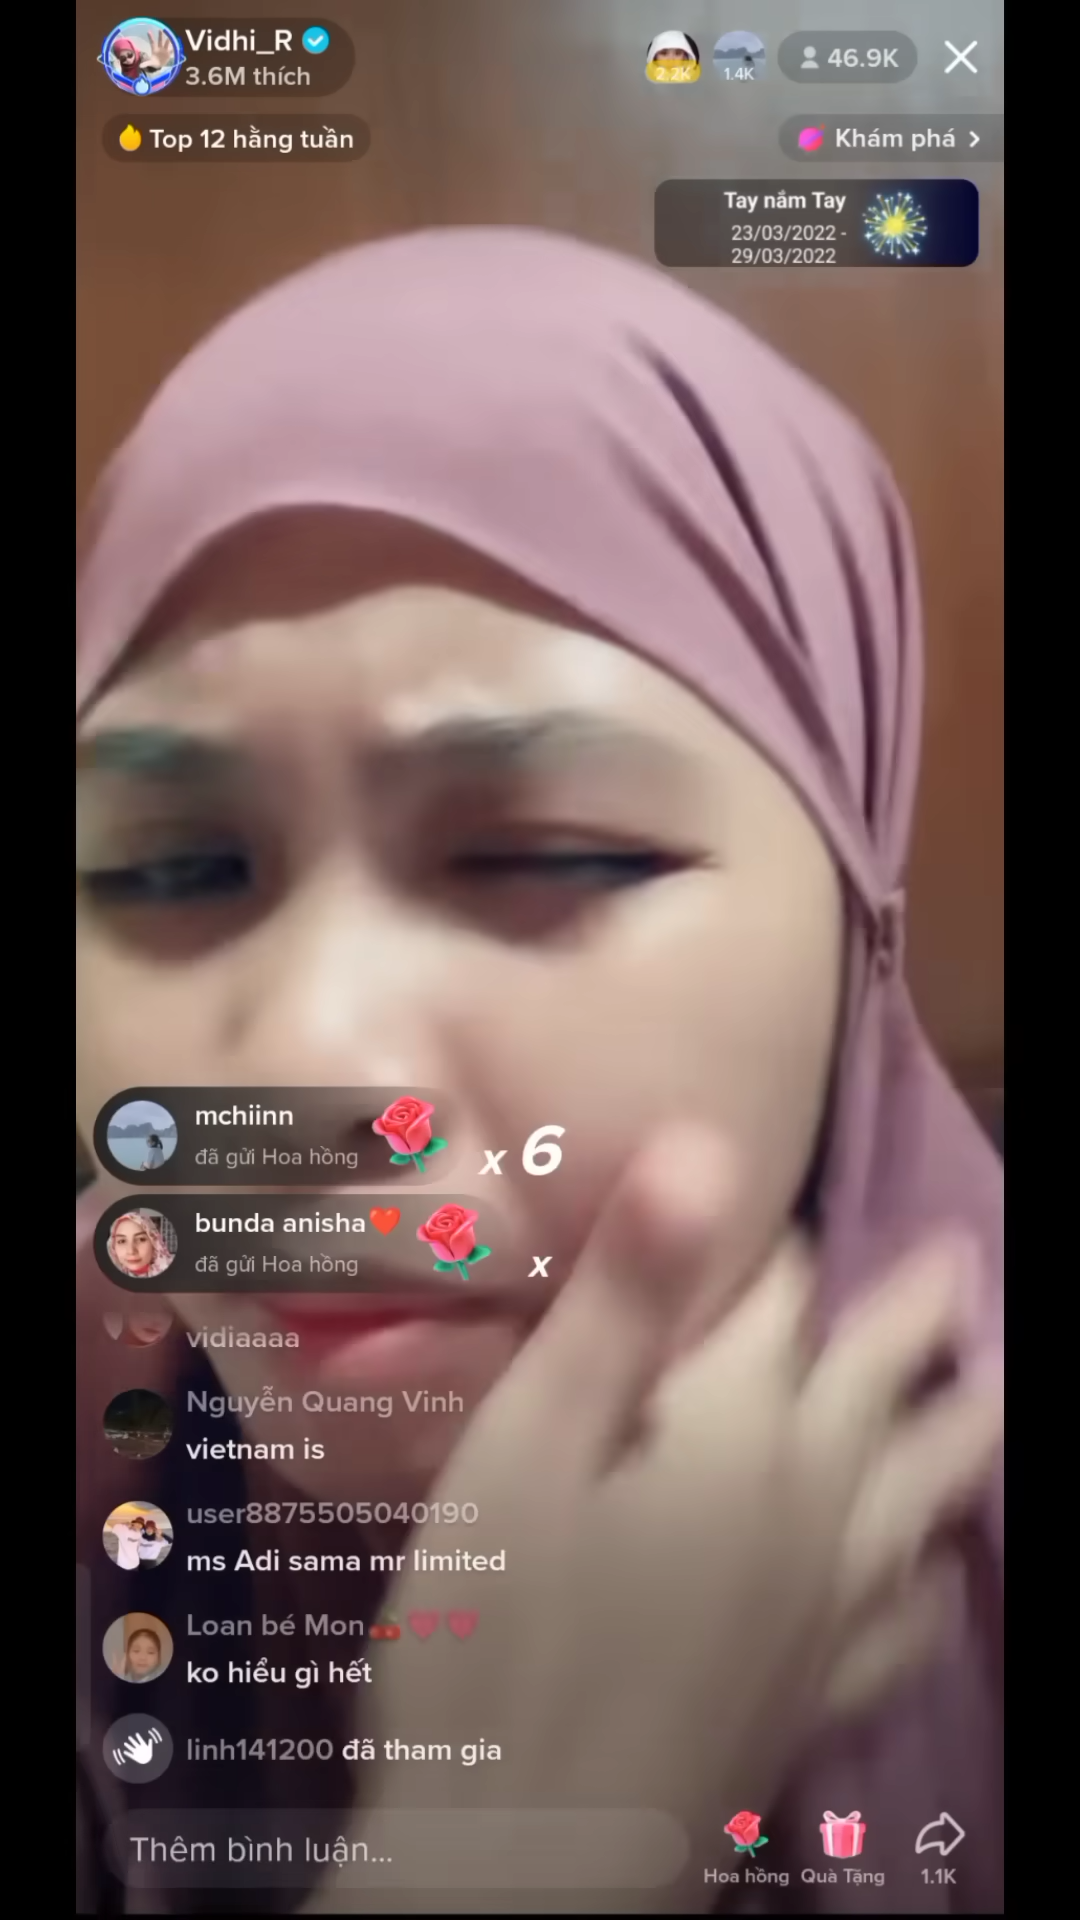 Vidhi_R
3.6M thích
2.2K
1.4K
46.9K
Top 12 hằng tuần
Khám phá
Tay nắm Tay
23/03/2022 -
29/03/2022
mchiinn
đã gửi Hoa hồng
x 6
bunda anisha
đã gửi Hoa hồng
x
vidiaaaa
Nguyễn Quang Vinh
vietnam is
user8875505040190
ms Adi sama mr limited
Loan bé Mon
ko hiểu gì hết
linh141200 đã tham gia
Thêm bình luận...
Hoa hồng
Quà Tặng
1.1K